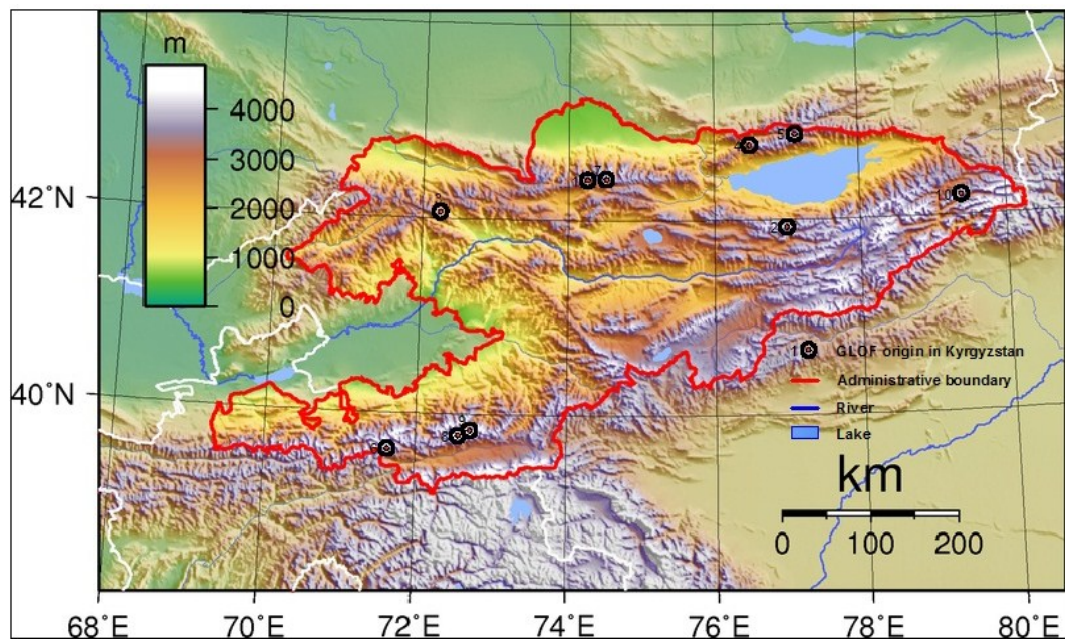 m
4000
3000
2000
1000
0
42°N
40°N
7
4
5
10
2
1
GLOF origin in Kyrgyzstan
Administrative boundary
River
Lake
km
0 100 200
68°E 70°E 72°E 74°E 76°E 78°E 80°E